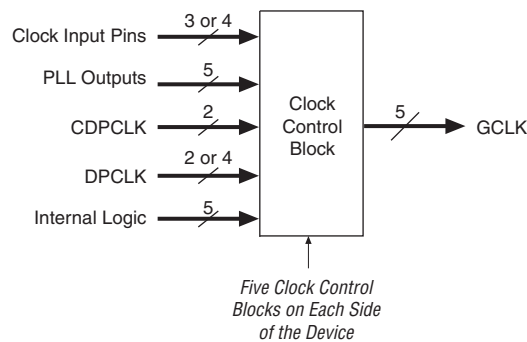 3 or 4
Clock Input Pins
5
PLL Outputs
2
CDPCLK
2 or 4
DPCLK
5
Internal Logic
Clock
Control
Block
5
GCLK
Five Clock Control
Blocks on Each Side
of the Device